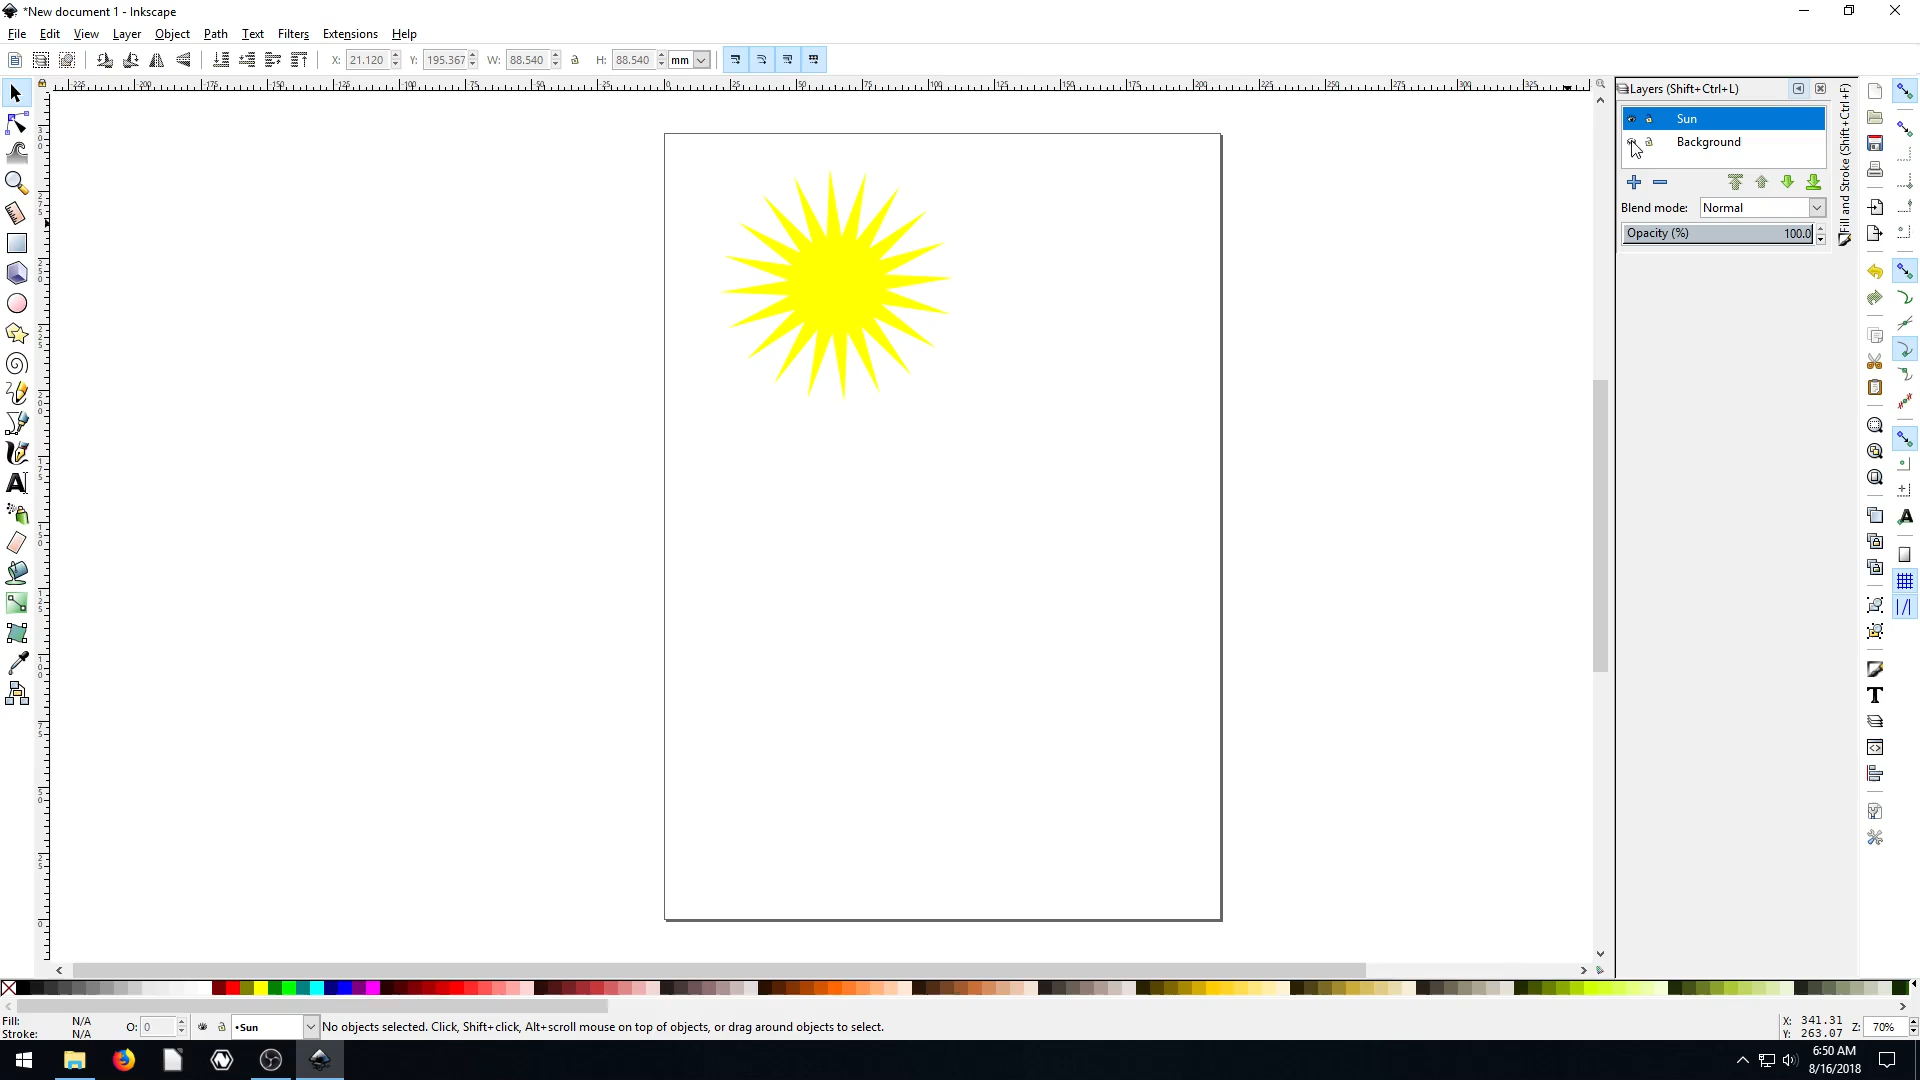 *New document 1 - Inkscape
File Edit View Layer Object Path Text Filters Extensions Help
X: 21.120 Y: 195.367 W: 88.540 H: 88.540 mm
Layers (Shift+Ctrl+L)
Sun
Background
Blend mode: Normal
Opacity (%) 100.0
Fill and Stroke (Shift+Ctrl+F)
Fill: N/A
Stroke: N/A
O: 0
•Sun
No objects selected. Click, Shift+click, Alt+scroll mouse on top of objects, or drag around objects to select.
X: 341.31
Y: 263.07
Z: 70%
6:50 AM
8/16/2018